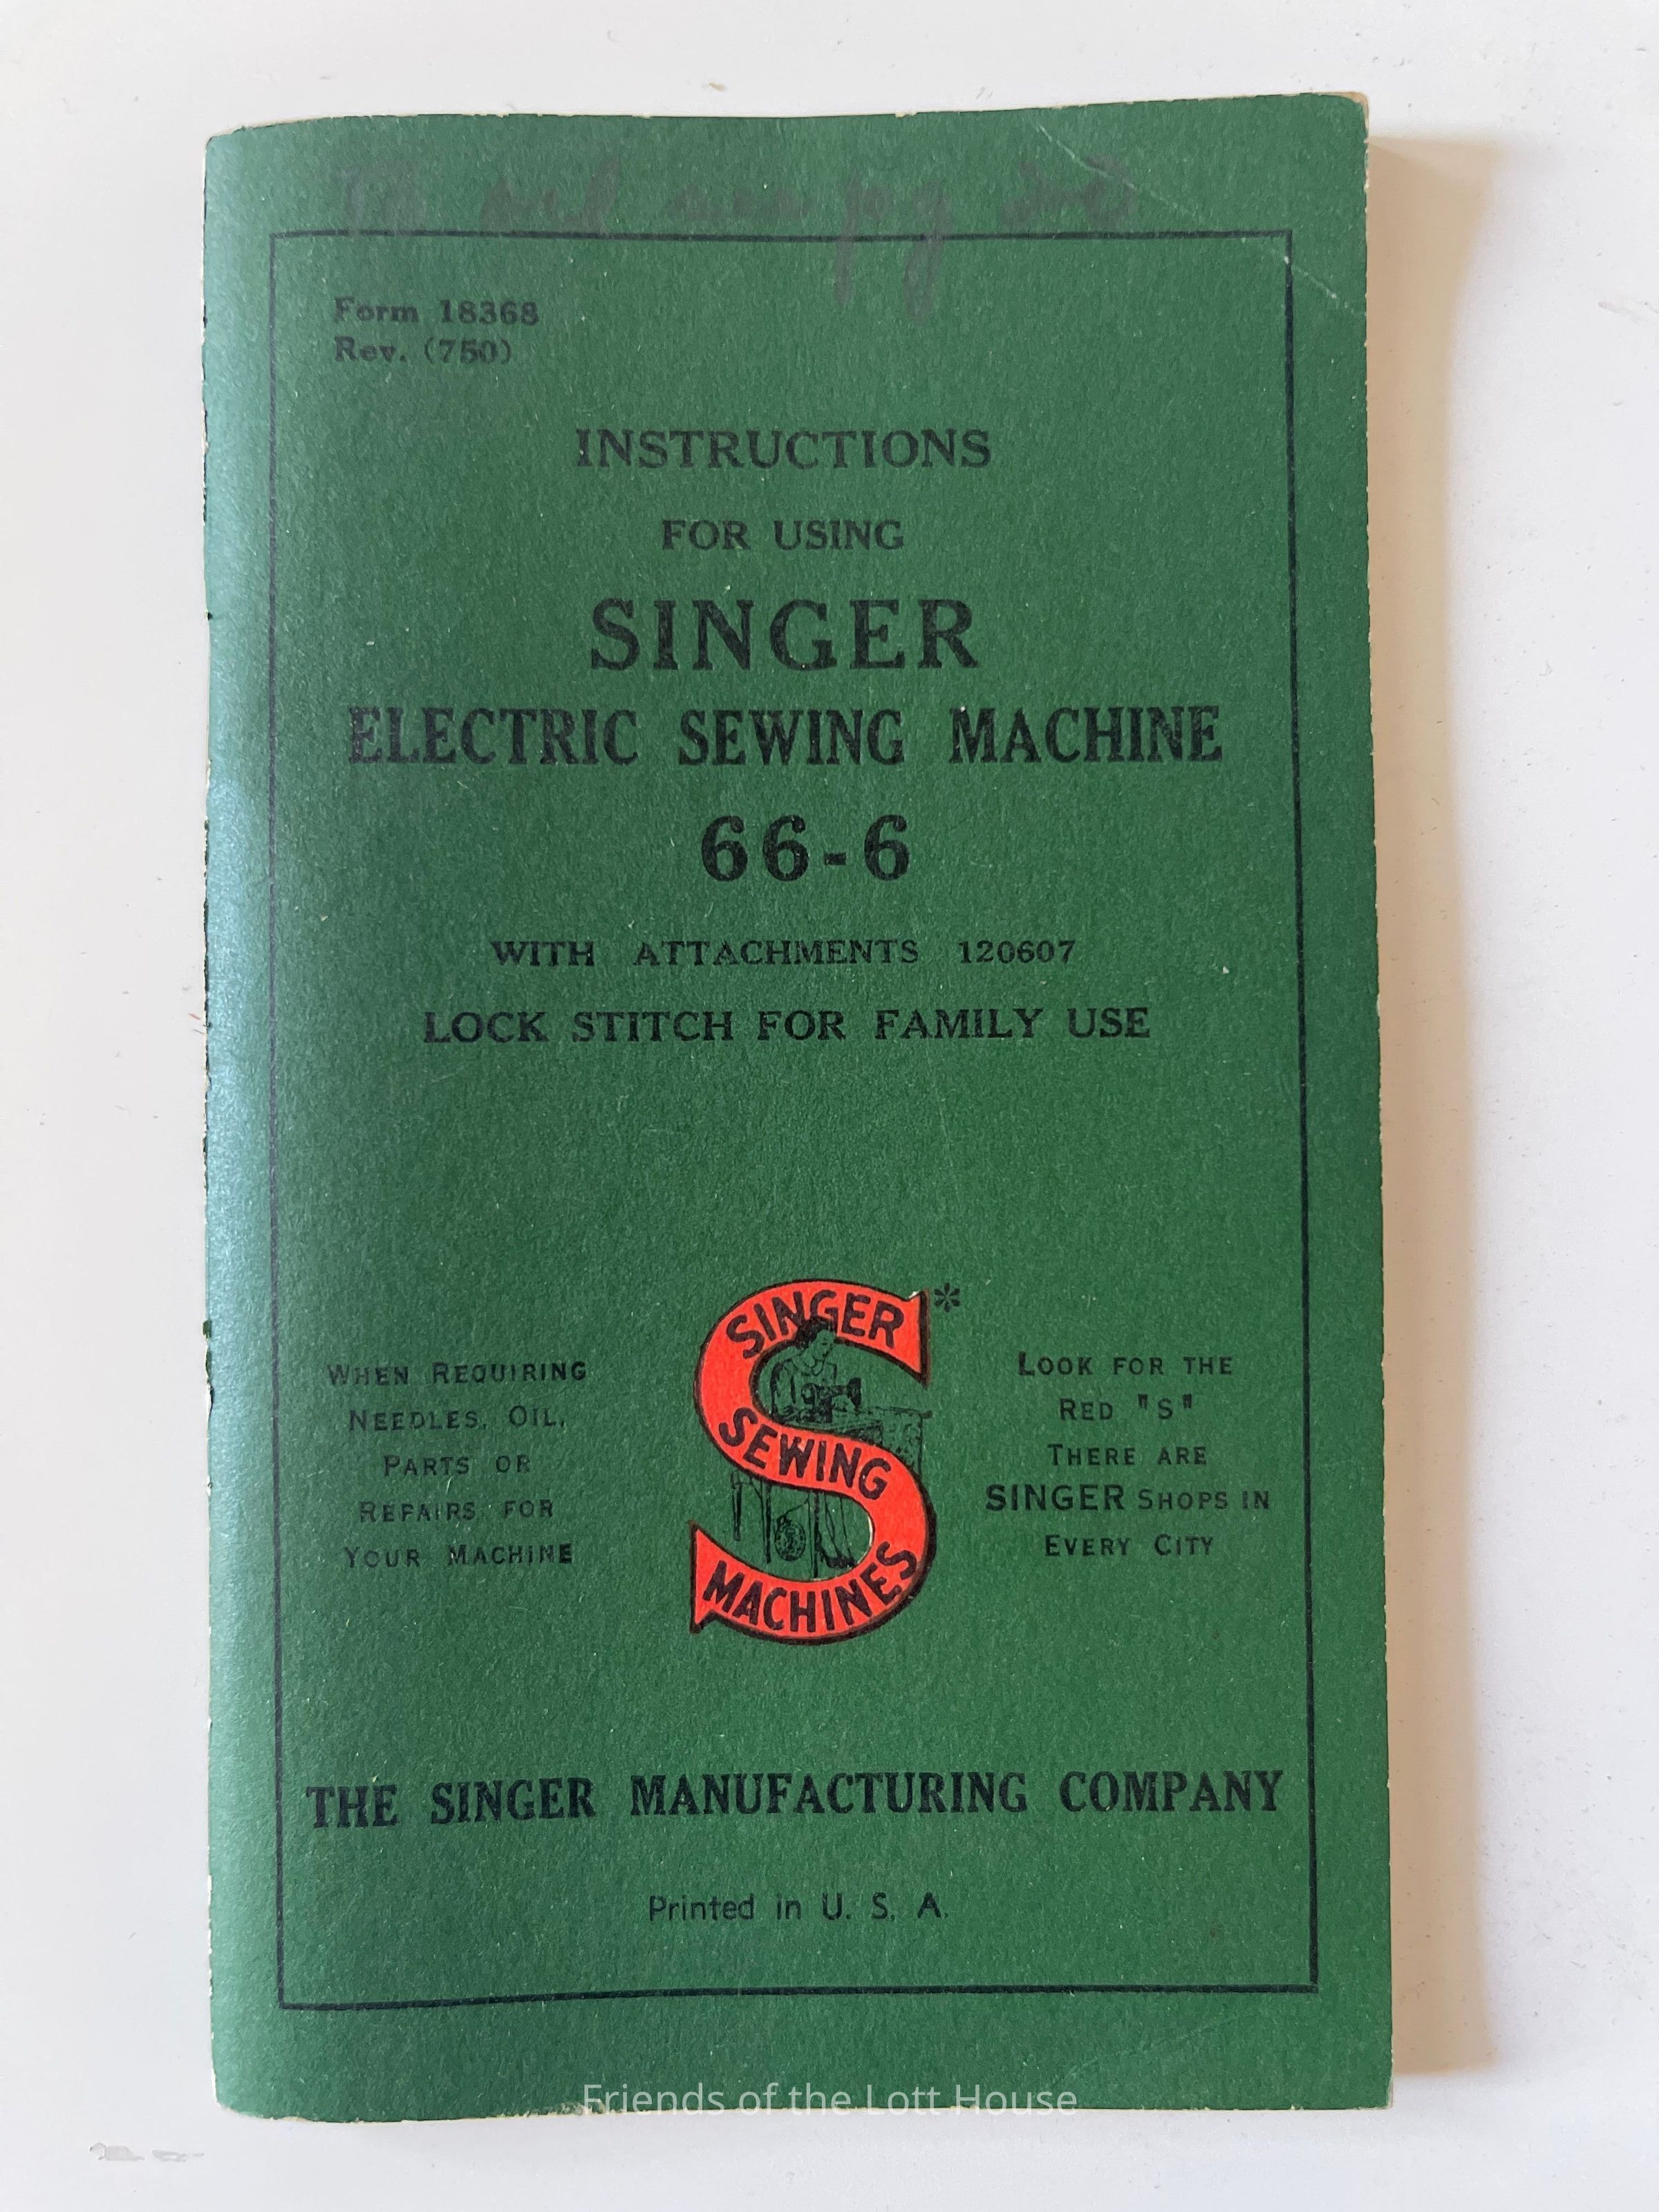 Form 18368
Rev. (750)
INSTRUCTIONS
FOR USING
SINGER
ELECTRIC SEWING MACHINE
66-6
WITH ATTACHMENTS 120607
LOCK STITCH FOR FAMILY USE
WHEN REQUIRING
NEEDLES, OIL,
PARTS OR
REPAIRS FOR
YOUR MACHINE
SINGER*
SEWING
MACHINES
LOOK FOR THE
RED "S"
THERE ARE
SINGER SHOPS IN
EVERY CITY
THE SINGER MANUFACTURING COMPANY
Printed in U. S. A.
Friends of the Lott House